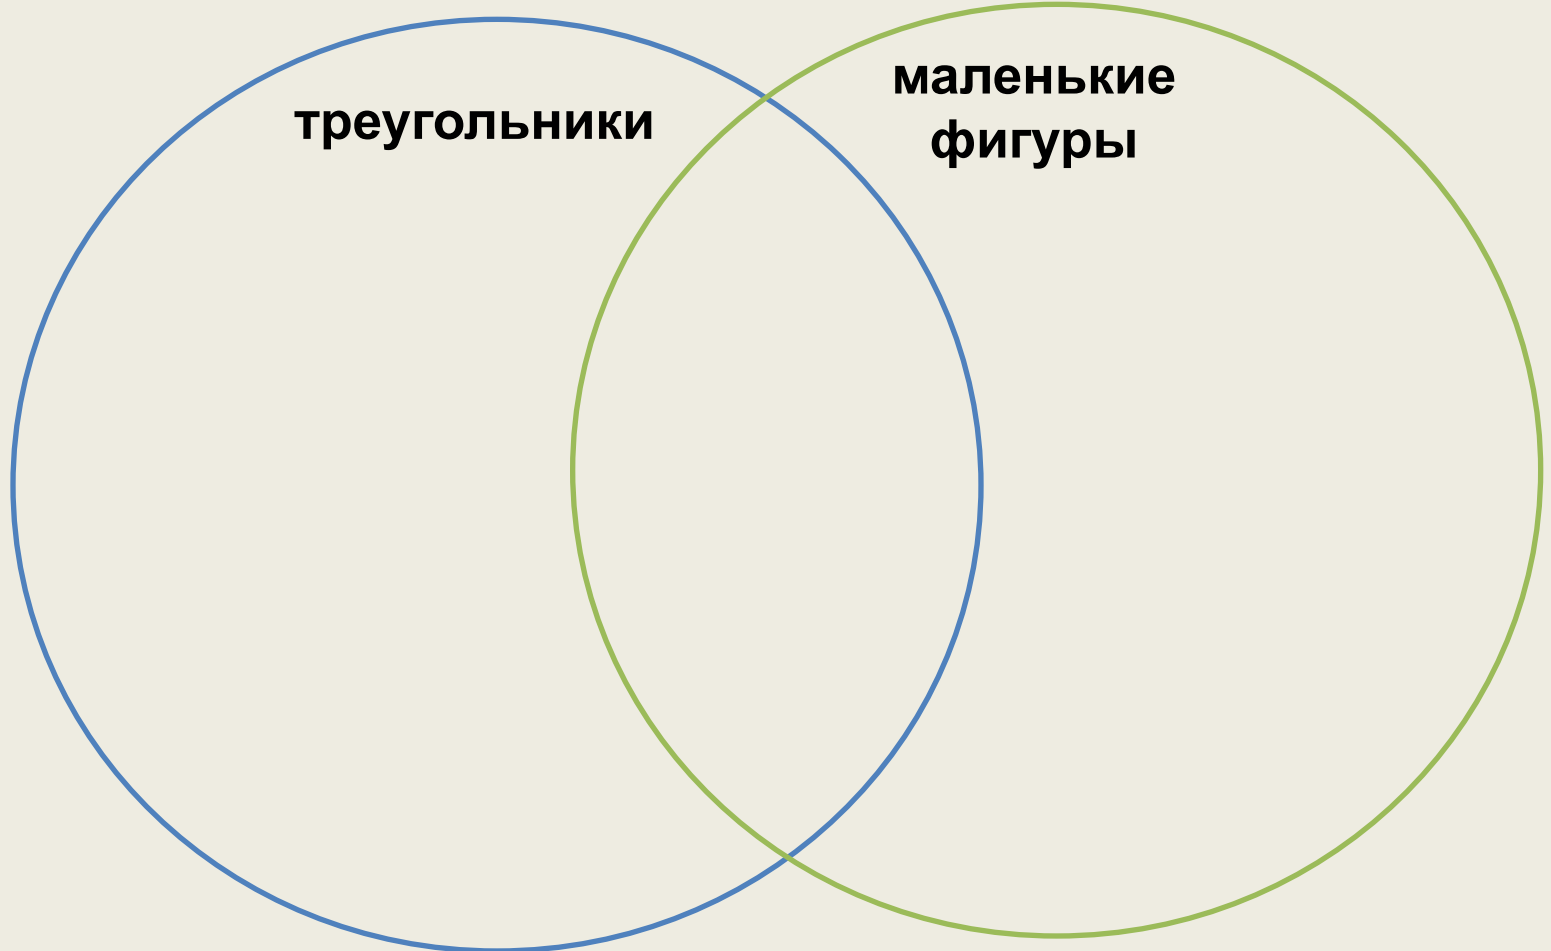 треугольники
маленькие
фигуры